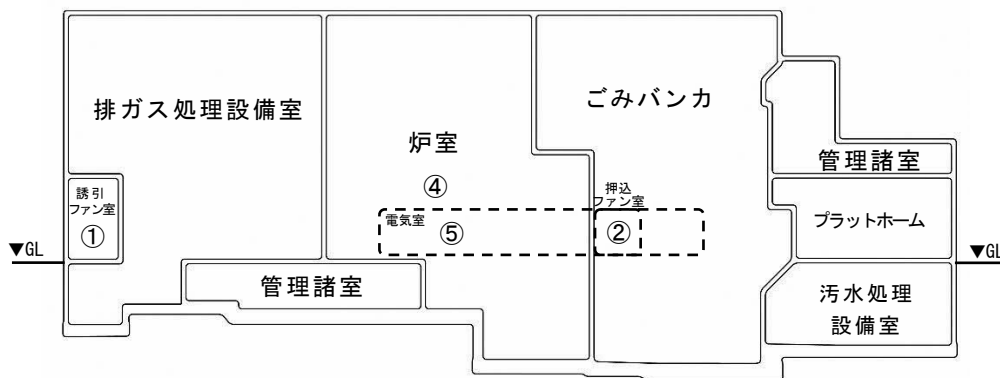 排ガス処理設備室
炉室
ごみバンカ
管理諸室
誘引
ファン室
①
④
電気室
⑤
押込
ファン室
②
プラットホーム
▼GL
▼GL
管理諸室
汚水処理
設備室